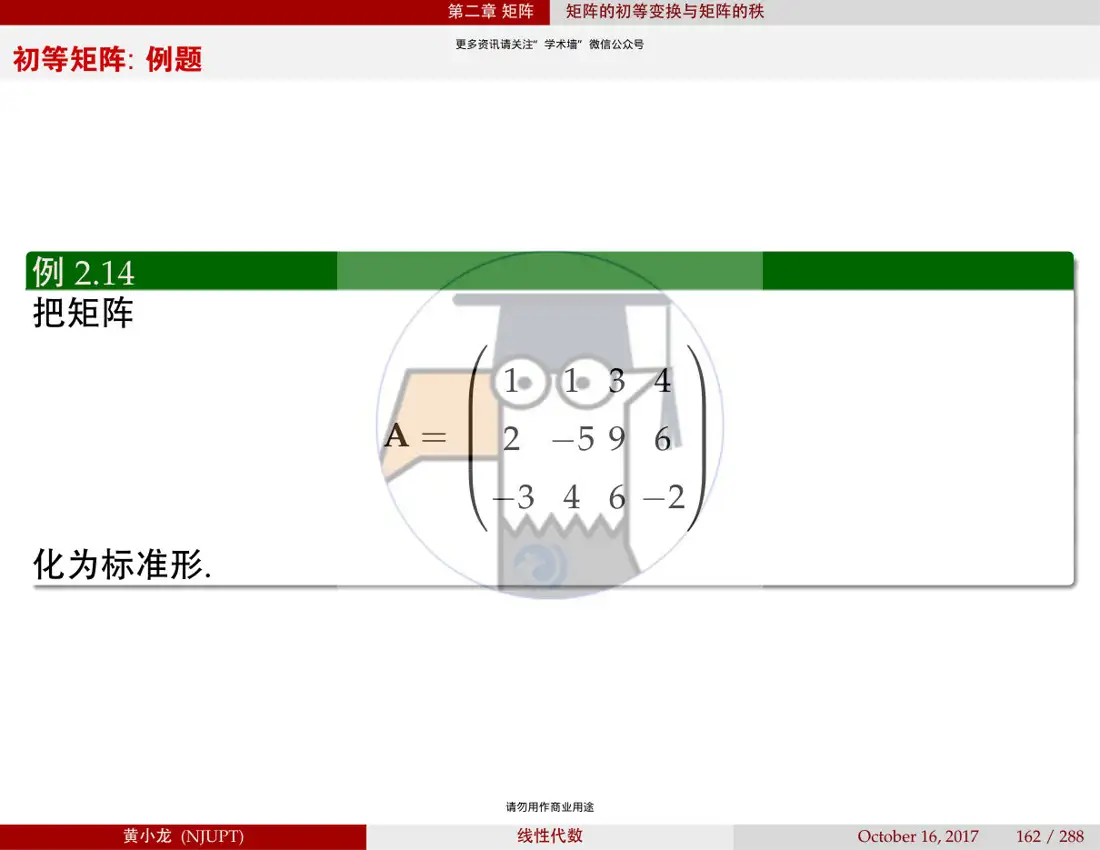 第二章 矩阵 矩阵的初等变换与矩阵的秩
更多资讯请关注“学术墙”微信公众号
初等矩阵: 例题
例 2.14
把矩阵
1 1 3 4
A = 2 −5 9 6
−3 4 6 −2
化为标准形.
请勿用作商业用途
黄小龙 (NJUPT) 线性代数 October 16, 2017 162 / 288